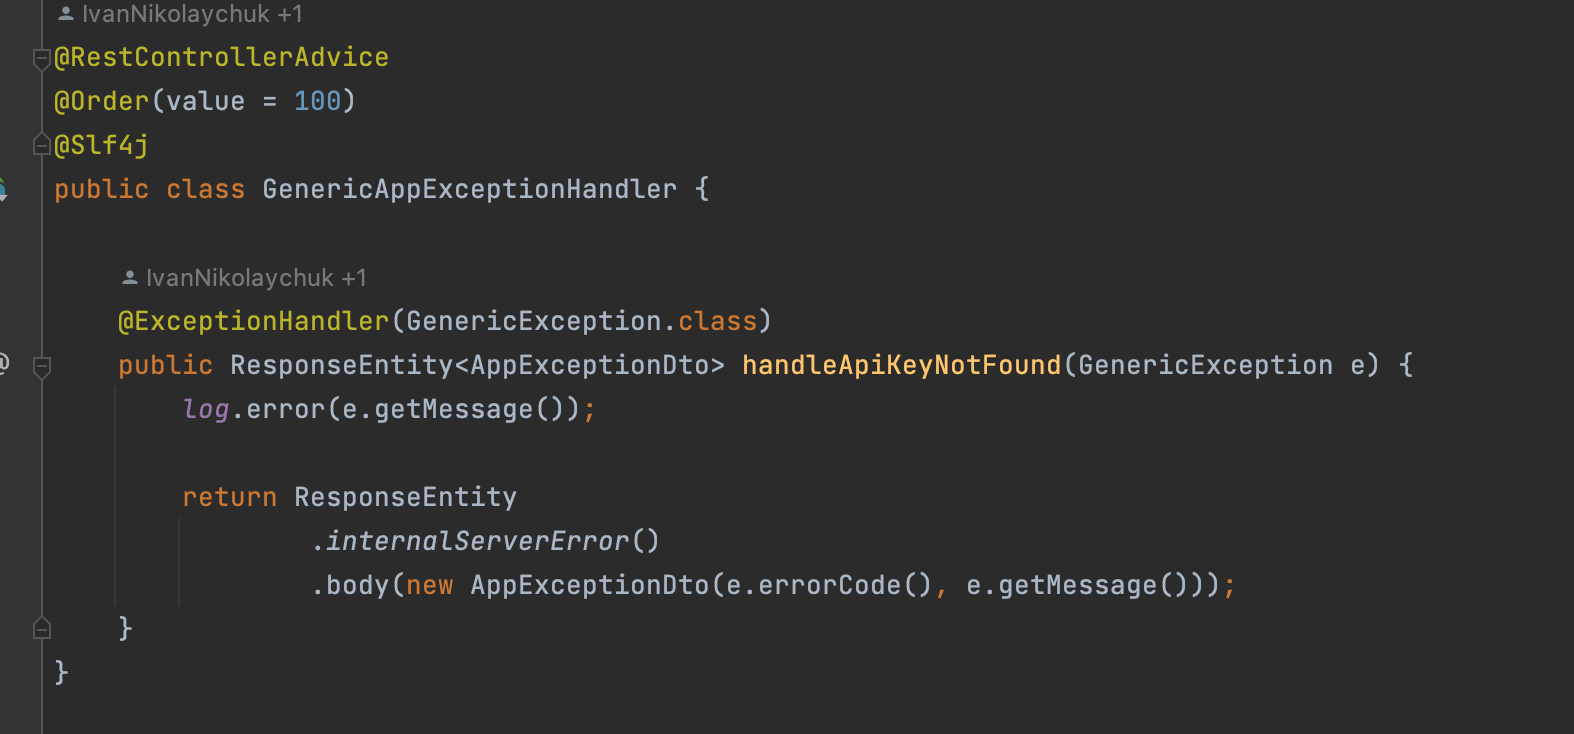 IvanNikolaychuk +1
@RestControllerAdvice
@Order(value = 100)
@Slf4j
public class GenericAppExceptionHandler {
IvanNikolaychuk +1
@ExceptionHandler(GenericException.class)
public ResponseEntity<AppExceptionDto> handleApiKeyNotFound(GenericException e) {
log.error(e.getMessage());
return ResponseEntity
.internalServerError()
.body(new AppExceptionDto(e.errorCode(), e.getMessage()));
}
}